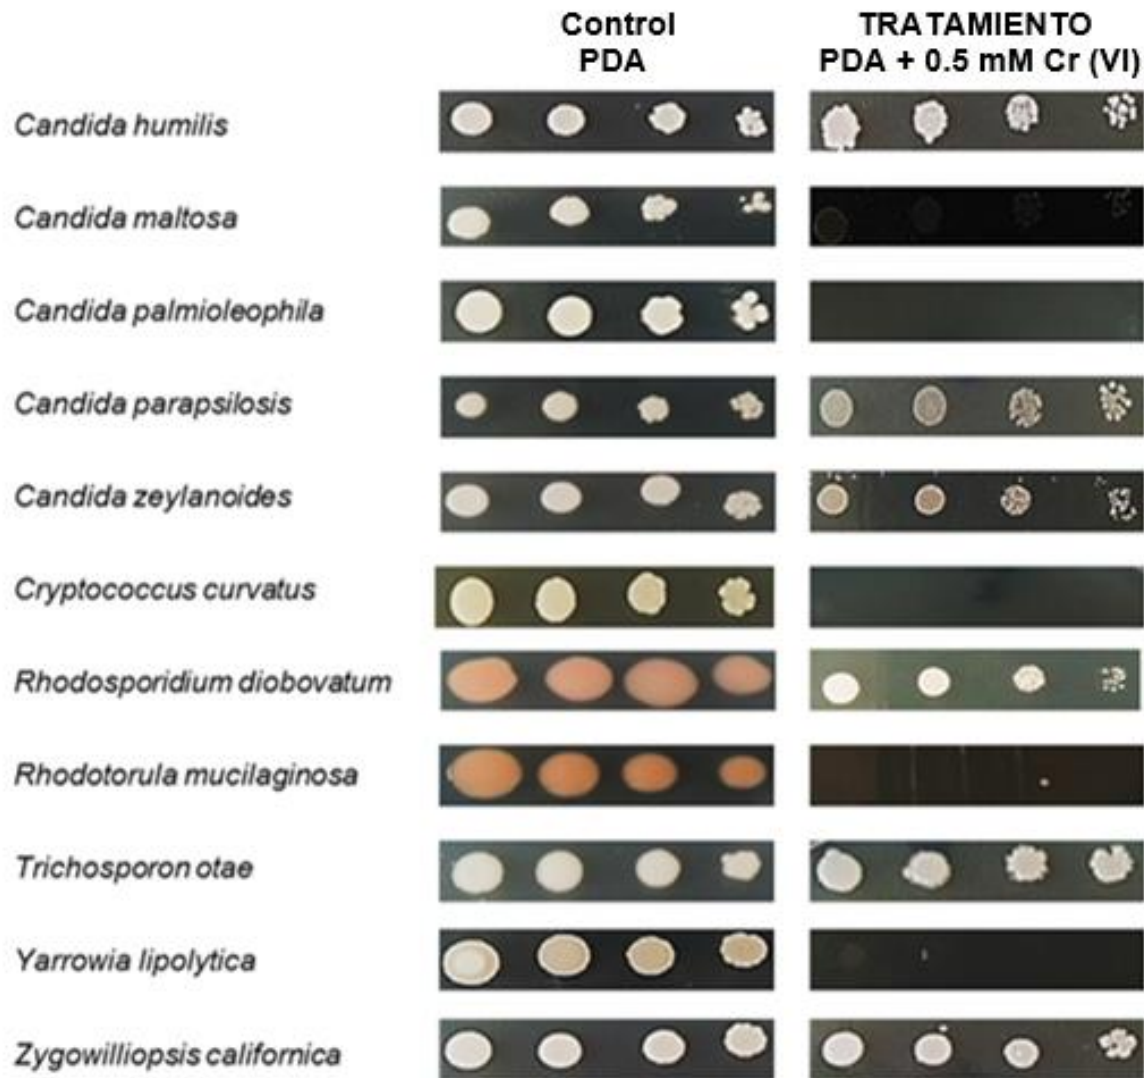 Control
PDA
TRATAMIENTO
PDA + 0.5 mM Cr (VI)
Candida humilis
Candida maltosa
Candida palmioleophila
Candida parapsilosis
Candida zeylanoides
Cryptococcus curvatus
Rhodosporidium diobovatum
Rhodotorula mucilaginosa
Trichosporon otae
Yarrowia lipolytica
Zygowilliopsis californica